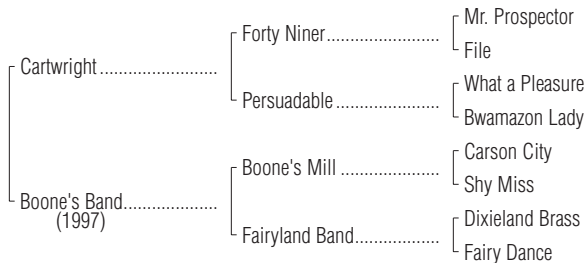 Mr. Prospector
Forty Niner........................
File
Cartwright.........................
What a Pleasure
Persuadable......................
Bwamazon Lady
Carson City
Boone's Mill.....................
Shy Miss
Boone's Band....................
(1997)
Dixieland Brass
Fairyland Band..................
Fairy Dance